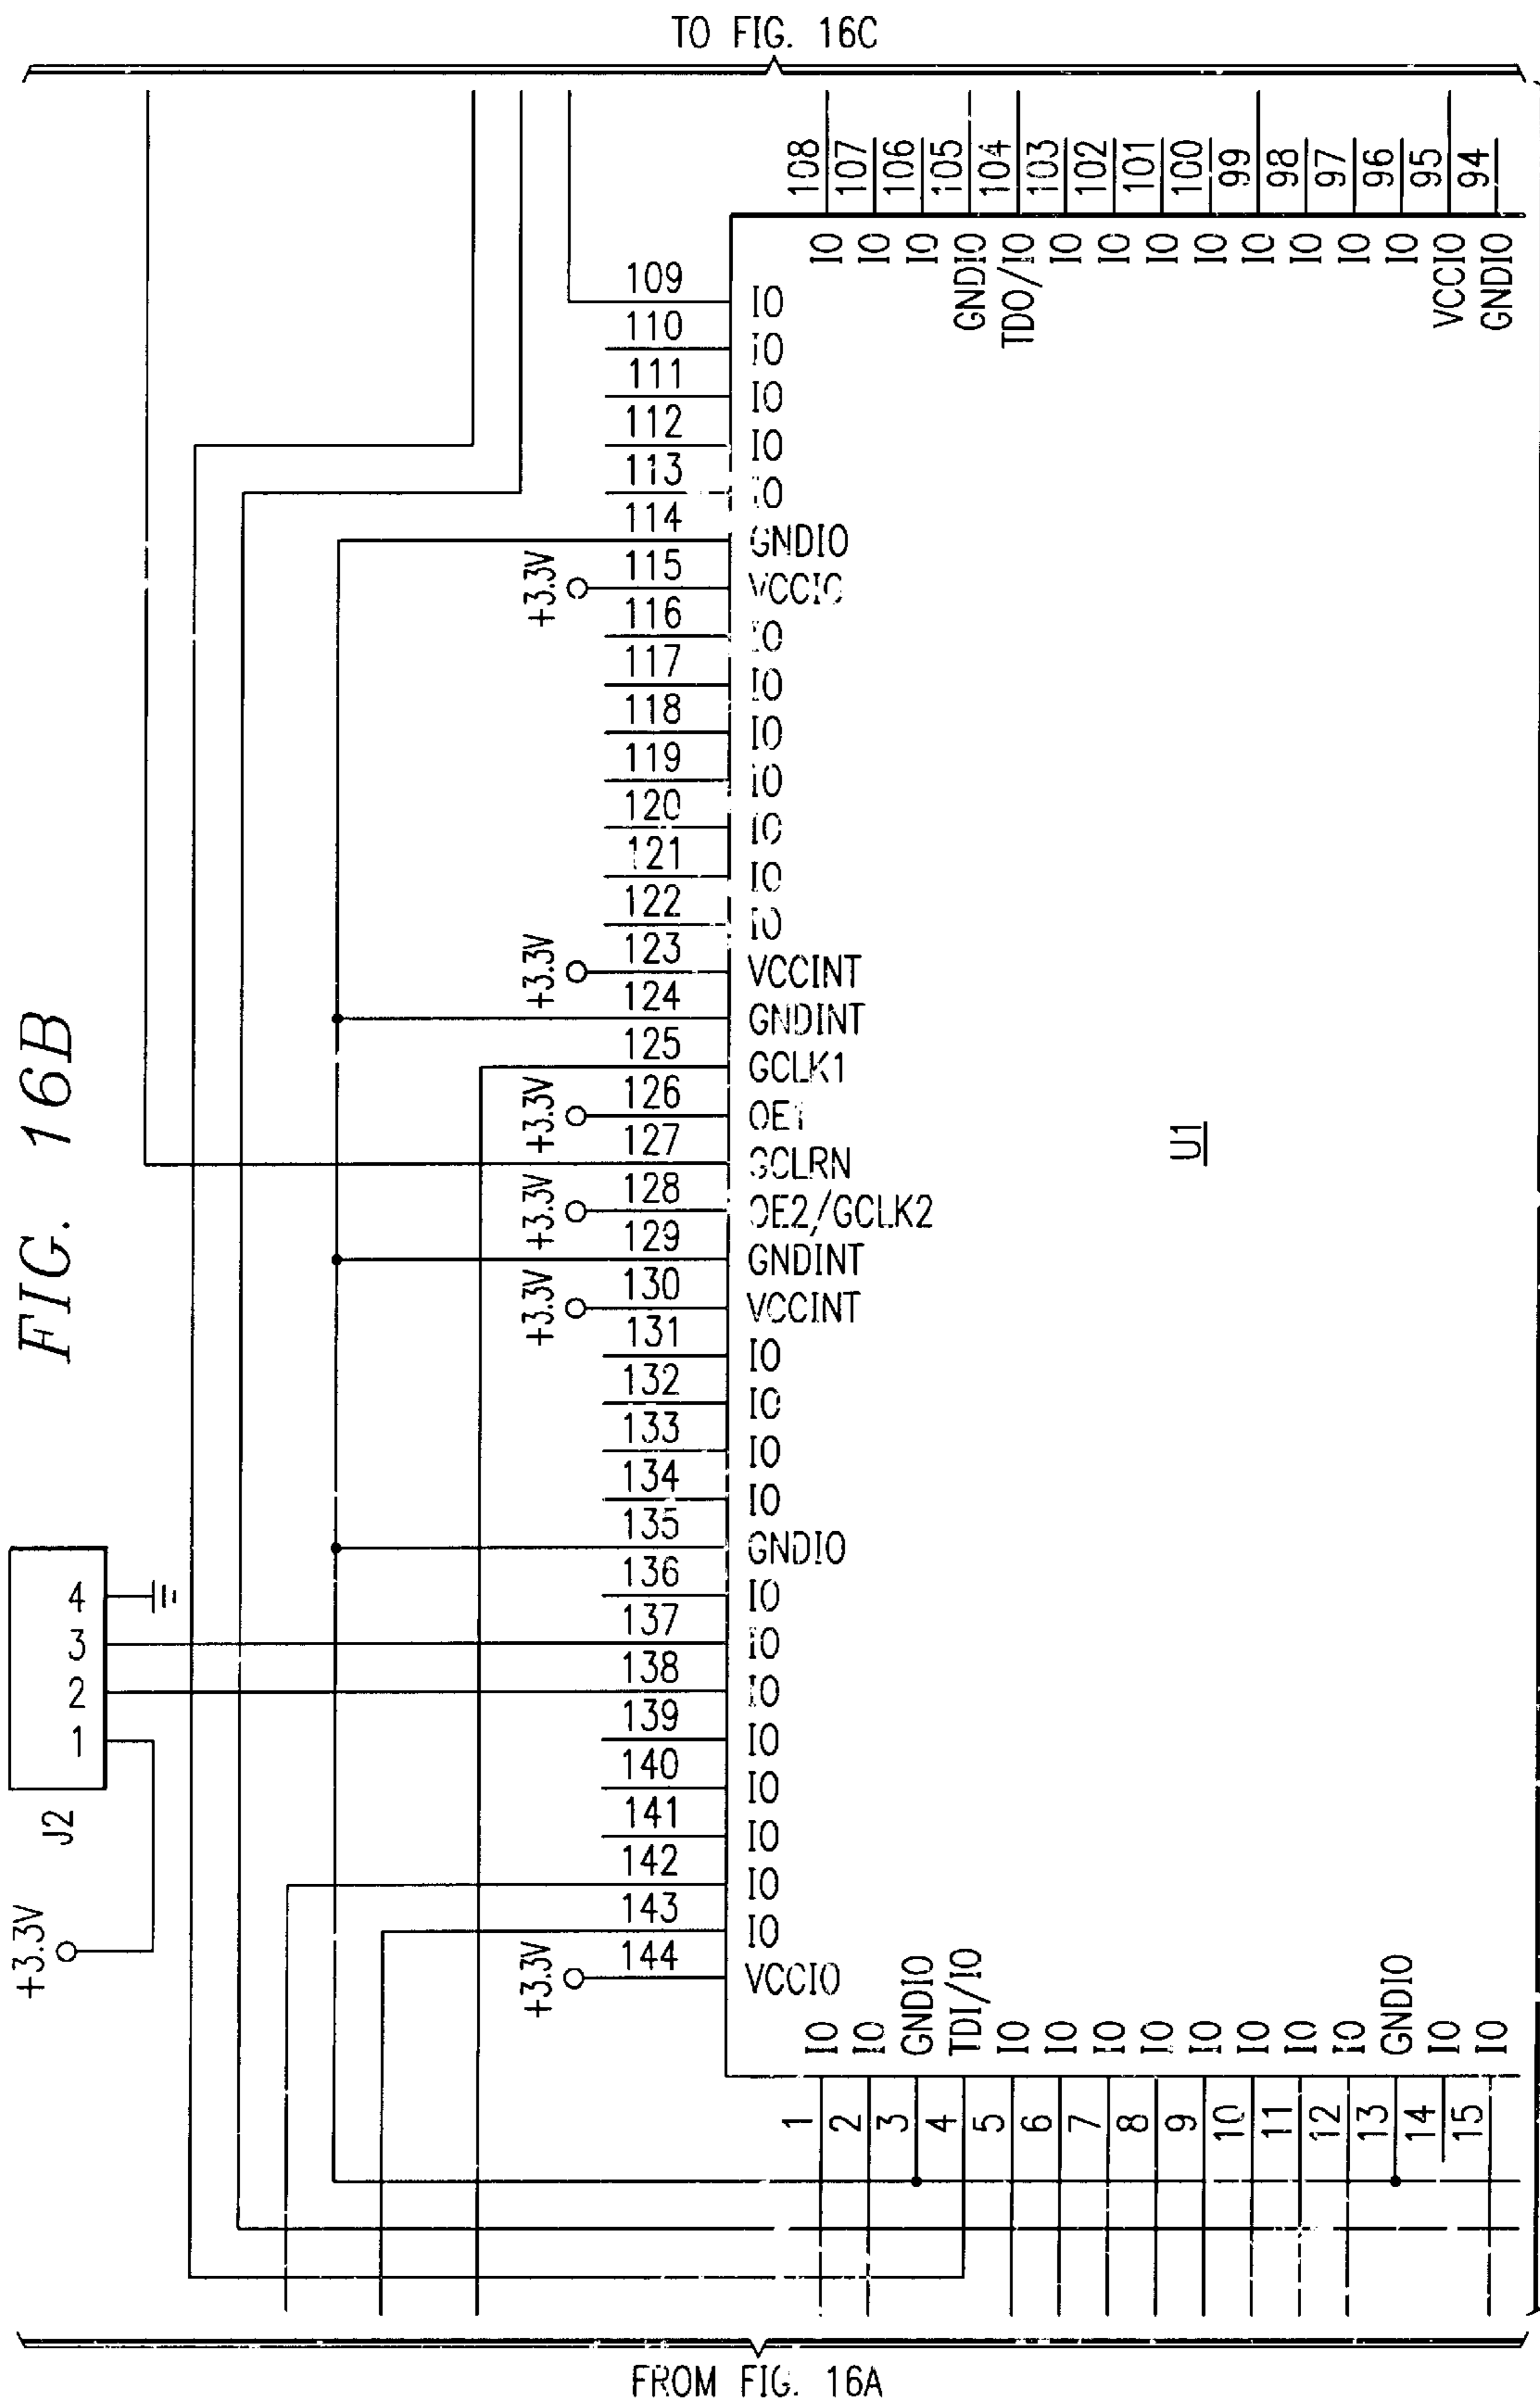 TO FIG. 16C
FIG. 16B
108
107
106
105
104
103
102
101
100
99
98
97
96
95
94
IO
IO
IO
GNDIO
TDO/IO
IO
IO
IO
IO
IO
IO
IO
IO
VCCIO
GNDIO
109 IO
110 IO
111 IO
112 IO
113 IO
114 GNDIO
+3.3V 115 VCCIO
116 IO
117 IO
118 IO
119 IO
120 IO
121 IO
122 IO
+3.3V 123 VCCINT
124 GNDINT
125 GCLK1
+3.3V 126 OE1
127 GCLRN
+3.3V 128 OE2/GCLK2
129 GNDINT
+3.3V 130 VCCINT
131 IO
132 IO
133 IO
134 IO
135 GNDIO
136 IO
137 IO
138 IO
139 IO
140 IO
141 IO
142 IO
143 IO
+3.3V 144 VCCIO
U1
4
3
2
1
J2
+3.3V
IO
IO
GNDIO
TDI/IO
IO
IO
IO
IO
IO
IO
IO
IO
GNDIO
IO
IO
1
2
3
4
5
6
7
8
9
10
11
12
13
14
15
FROM FIG. 16A